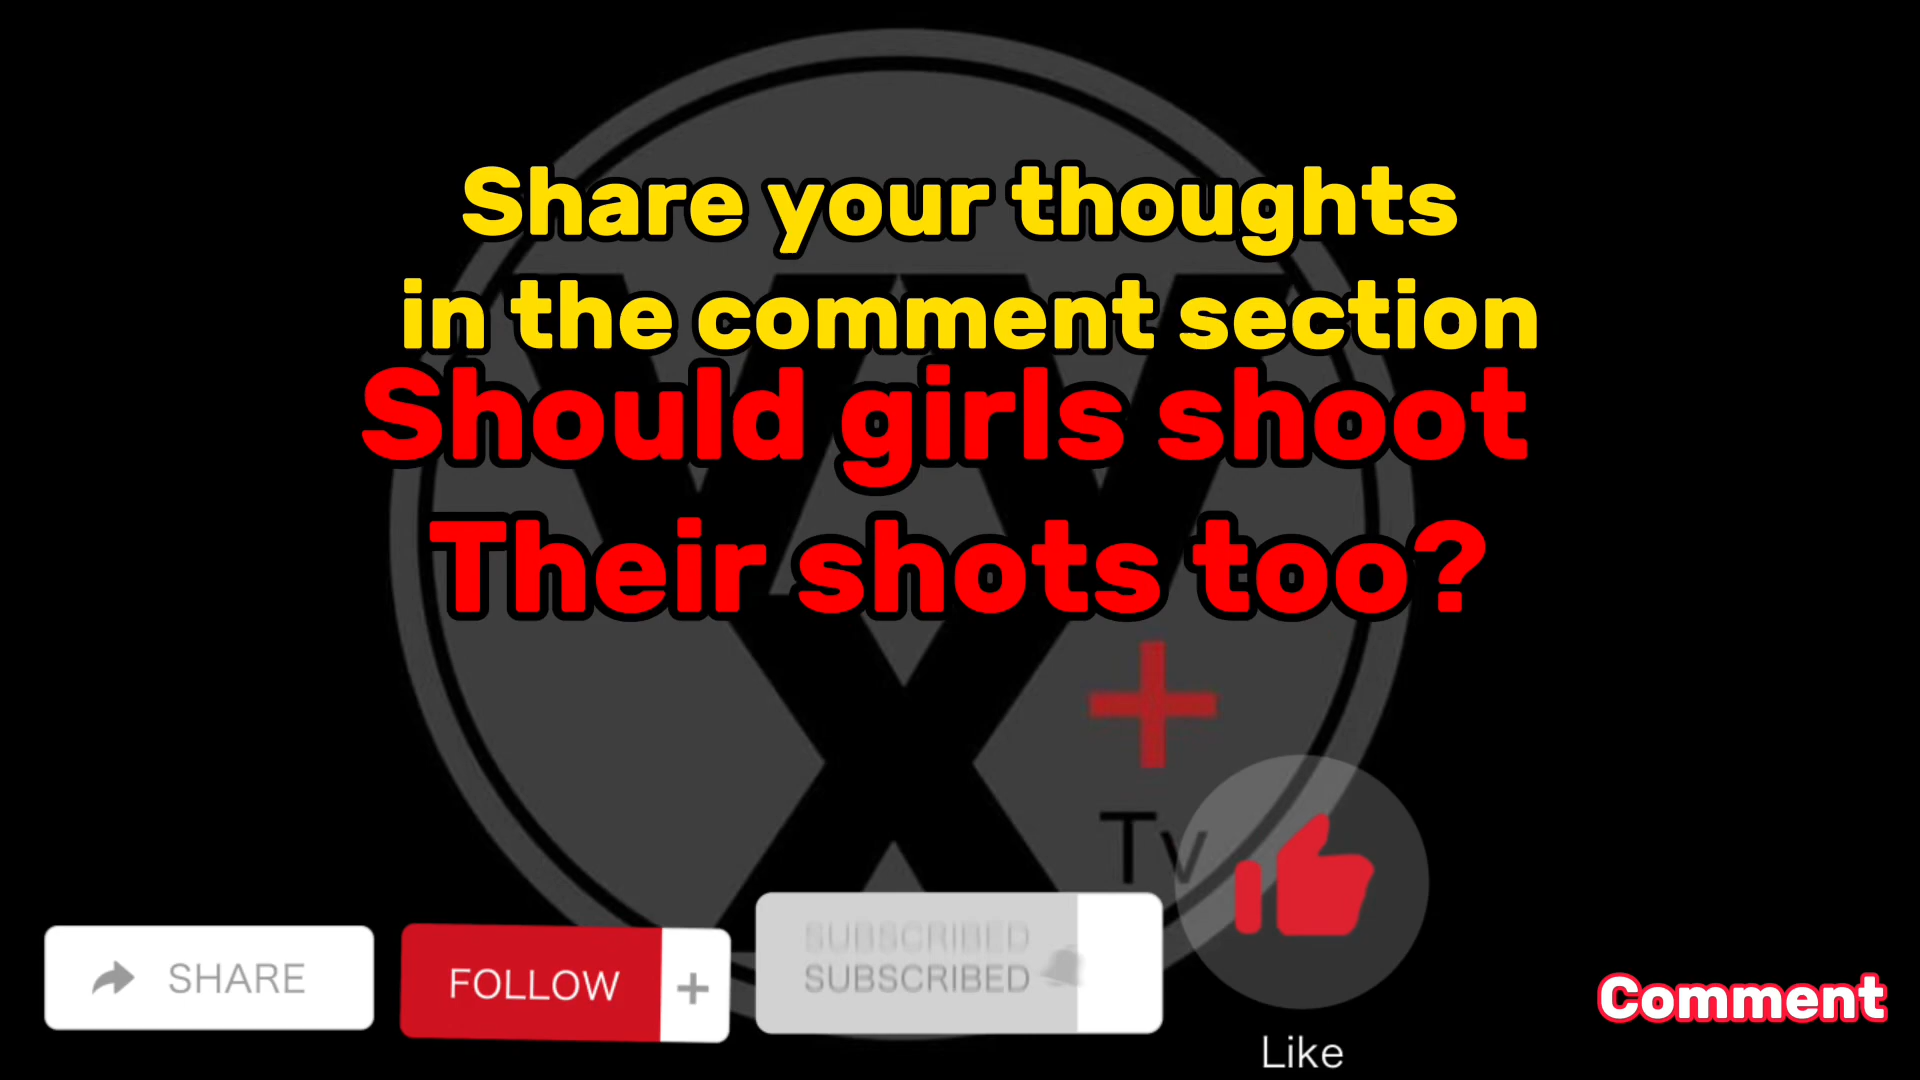 Share your thoughts
in the comment section
Should girls shoot
Their shots too?
+
Tv
SHARE
FOLLOW +
SUBSCRIBED
SUBSCRIBED
Like
Comment